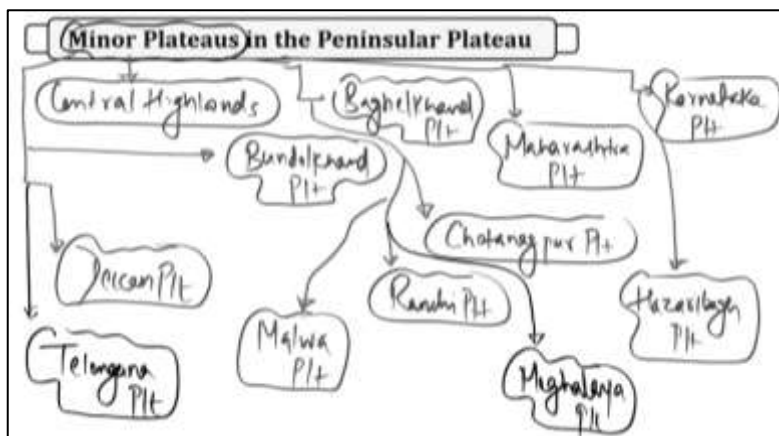 Minor Plateaus in the Peninsular Plateau
Central Highlands
Baghelkhand
Plt
Karnataka
Plt
Maharashtra
Plt
Bundelkhand
Plt
Chotanagpur Plt
Deccan Plt
Ranchi Plt
Hazaribagh
Plt
Malwa
Plt
Telangana
Plt
Meghalaya
Plt